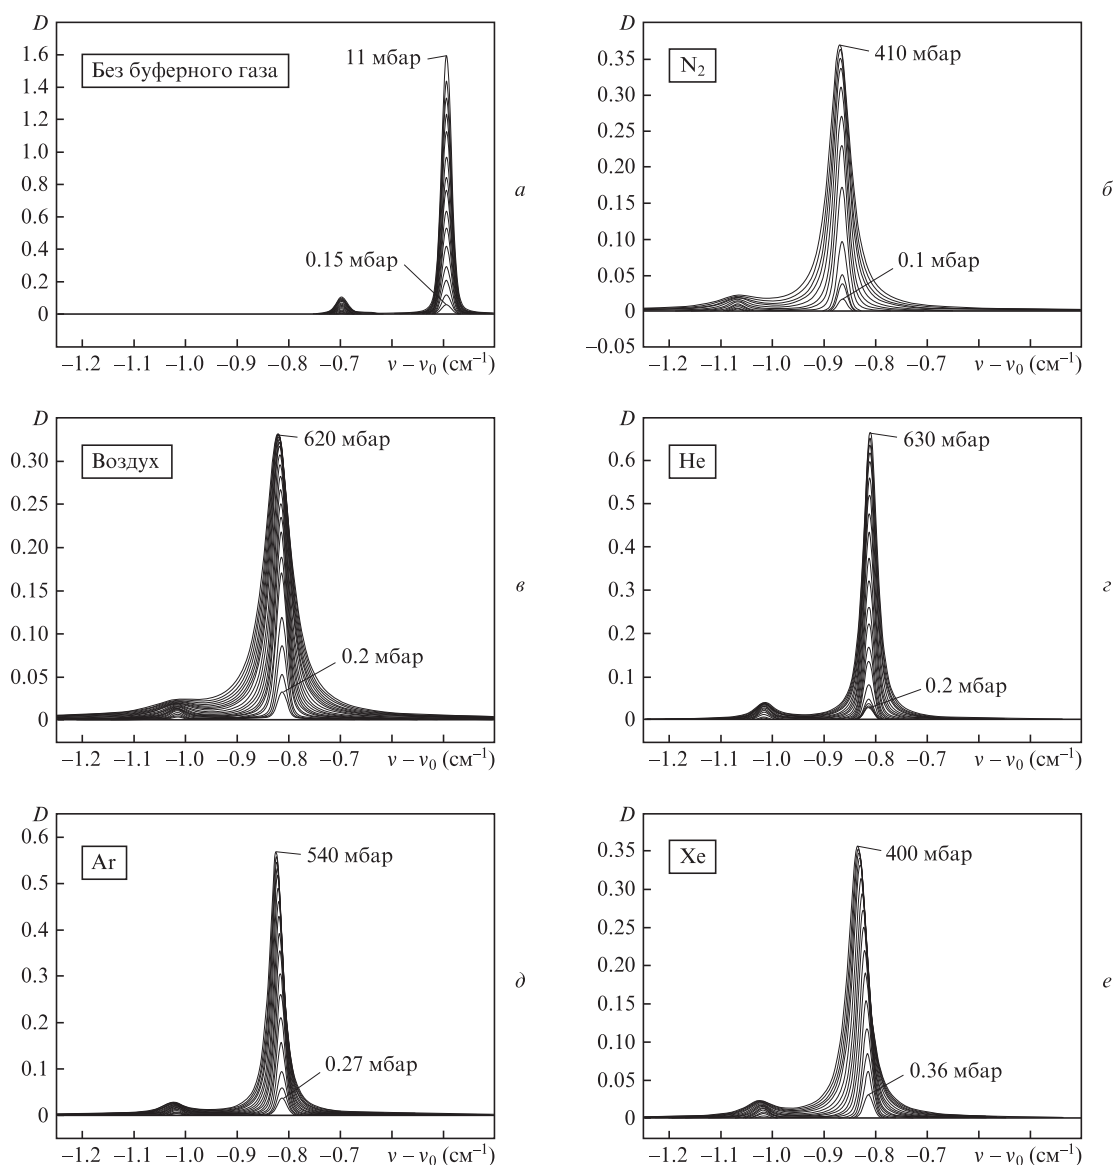 D
1.6
1.4
1.2
1.0
0.8
0.6
0.4
0.2
0
Без буферного газа
11 мбар
0.15 мбар
–1.2 –1.1 –1.0 –0.9 –0.8 –0.7 ν – ν₀ (см⁻¹)
а
D
0.35
0.30
0.25
0.20
0.15
0.10
0.05
0
–0.05
N₂
410 мбар
0.1 мбар
–1.2 –1.1 –1.0 –0.9 –0.8 –0.7 ν – ν₀ (см⁻¹)
б
D
0.30
0.25
0.20
0.15
0.10
0.05
0
Воздух
620 мбар
0.2 мбар
–1.2 –1.1 –1.0 –0.9 –0.8 –0.7 ν – ν₀ (см⁻¹)
в
D
0.6
0.5
0.4
0.3
0.2
0.1
0
He
630 мбар
0.2 мбар
–1.2 –1.1 –1.0 –0.9 –0.8 –0.7 ν – ν₀ (см⁻¹)
г
D
0.6
0.5
0.4
0.3
0.2
0.1
0
Ar
540 мбар
0.27 мбар
–1.2 –1.1 –1.0 –0.9 –0.8 –0.7 ν – ν₀ (см⁻¹)
д
D
0.35
0.30
0.25
0.20
0.15
0.10
0.05
0
Xe
400 мбар
0.36 мбар
–1.2 –1.1 –1.0 –0.9 –0.8 –0.7 ν – ν₀ (см⁻¹)
е